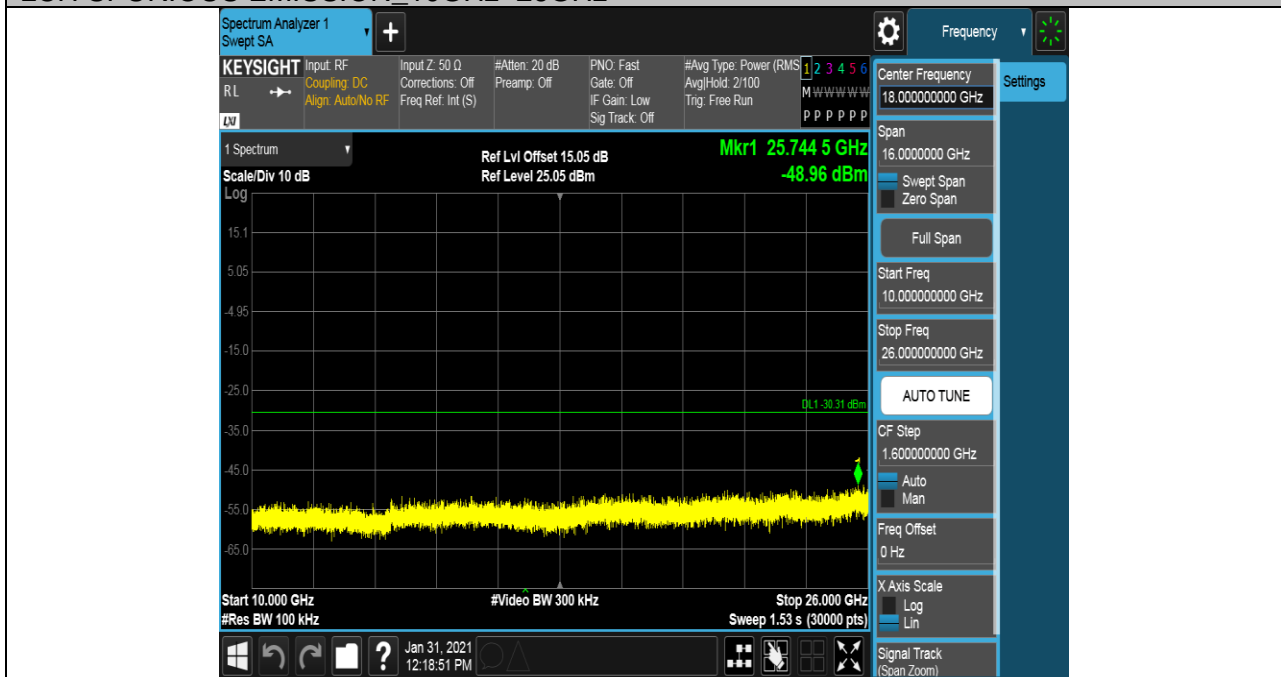 Spectrum Analyzer 1
Swept SA
+
Frequency
KEYSIGHT
RL
LXI
Input: RF
Coupling: DC
Align: Auto/No RF
Input Z: 50 Ω
Corrections: Off
Freq Ref: Int (S)
#Atten: 20 dB
Preamp: Off
PNO: Fast
Gate: Off
IF Gain: Low
Sig Track: Off
#Avg Type: Power (RMS
Avg|Hold: 2/100
Trig: Free Run
1 2 3 4 5 6
M W W W W W
P P P P P P
Center Frequency
18.000000000 GHz
Settings
Span
16.0000000 GHz
Swept Span
Zero Span
Full Span
Start Freq
10.000000000 GHz
Stop Freq
26.000000000 GHz
AUTO TUNE
CF Step
1.600000000 GHz
Auto
Man
Freq Offset
0 Hz
X Axis Scale
Log
Lin
Signal Track
(Span Zoom)
1 Spectrum
Scale/Div 10 dB
Log
Ref Lvl Offset 15.05 dB
Ref Level 25.05 dBm
Mkr1 25.744 5 GHz
-48.96 dBm
15.1
5.05
-4.95
-15.0
-25.0
DL1 -30.31 dBm
-35.0
-45.0
1
-55.0
-65.0
Start 10.000 GHz
#Video BW 300 kHz
Stop 26.000 GHz
#Res BW 100 kHz
Sweep 1.53 s (30000 pts)
?
Jan 31, 2021
12:18:51 PM